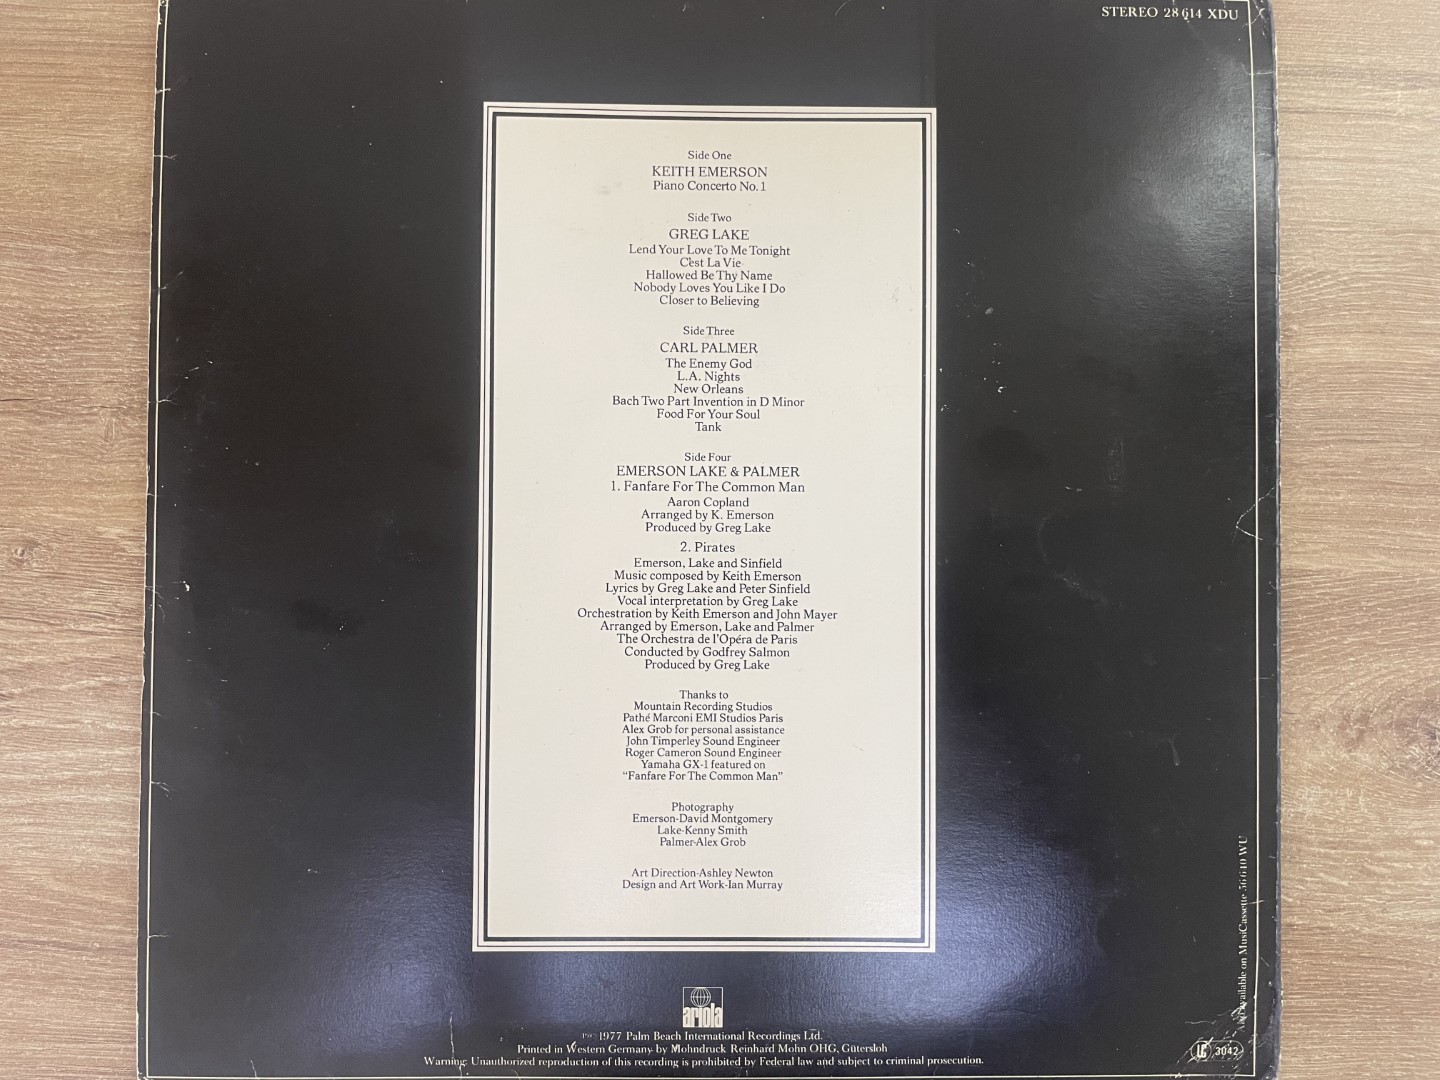 STEREO 28 614 XDU
Side One
KEITH EMERSON
Piano Concerto No. 1
Side Two
GREG LAKE
Lend Your Love To Me Tonight
C'est La Vie
Hallowed Be Thy Name
Nobody Loves You Like I Do
Closer to Believing
Side Three
CARL PALMER
The Enemy God
L.A. Nights
New Orleans
Bach Two Part Invention in D Minor
Food For Your Soul
Tank
Side Four
EMERSON LAKE & PALMER
1. Fanfare For The Common Man
Aaron Copland
Arranged by K. Emerson
Produced by Greg Lake
2. Pirates
Emerson, Lake and Sinfield
Music composed by Keith Emerson
Lyrics by Greg Lake and Peter Sinfield
Vocal interpretation by Greg Lake
Orchestration by Keith Emerson and John Mayer
Arranged by Emerson, Lake and Palmer
The Orchestra de l'Opéra de Paris
Conducted by Godfrey Salmon
Produced by Greg Lake
Thanks to
Mountain Recording Studios
Pathé Marconi EMI Studios Paris
Alex Grob for personal assistance
John Timperley Sound Engineer
Roger Cameron Sound Engineer
Yamaha GX-1 featured on
"Fanfare For The Common Man"
Photography
Emerson-David Montgomery
Lake-Kenny Smith
Palmer-Alex Grob
Art Direction-Ashley Newton
Design and Art Work-Ian Murray
ariola
1977 Palm Beach International Recordings Ltd.
Printed in Western Germany by Mohndruck Reinhard Mohn OHG, Gütersloh
Warning: Unauthorized reproduction of this recording is prohibited by Federal law and subject to criminal prosecution.
available on MusiCassette WU
LC 3042